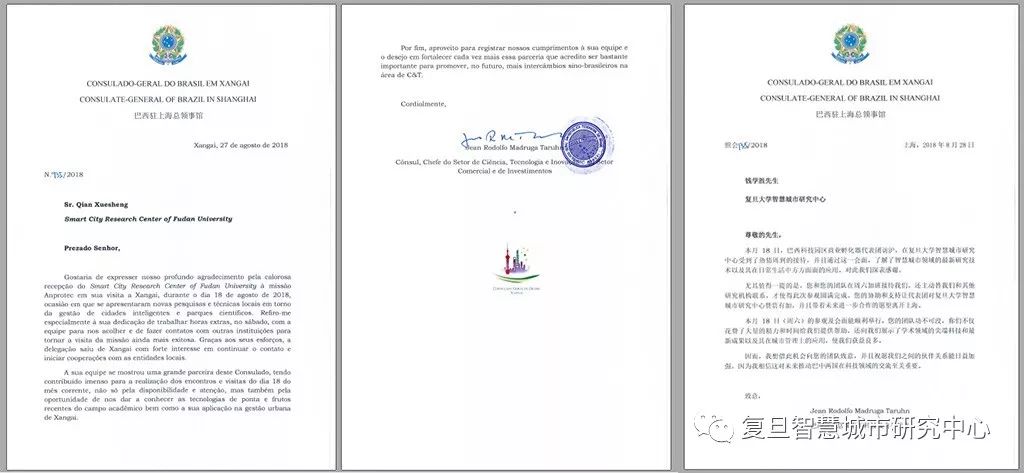 CONSULADO-GERAL DO BRASIL EM XANGAI
CONSULATE-GENERAL OF BRAZIL IN SHANGHAI
巴西驻上海总领事馆
Xangai, 27 de agosto de 2018
N. /2018
Sr. Qian Xuesheng
Smart City Research Center of Fudan University
Prezado Senhor,
Gostaria de expresser nosso profundo agradecimento pela calorosa
recepção do Smart City Research Center of Fudan University à missão
Anprotec em sua visita a Xangai, durante o dia 18 de agosto de 2018,
ocasião em que se apresentaram novas pesquisas e técnicas locais em torno
da gestão de cidades inteligentes e parques científicos. Refiro-me
especialmente à sua dedicação de trabalhar horas extras, no sábado, com a
equipe para nos acolher e de fazer contatos com outras instituições para
tornar a visita da missão ainda mais exitosa. Graças aos seus esforços, a
delegação saiu de Xangai com forte interesse em continuar o contato e
iniciar cooperações com as entidades locais.
A sua equipe se mostrou uma grande parceira deste Consulado, tendo
contribuído imenso para a realização dos encontros e visitas do dia 18 do
mês corrente, não só pela disponibilidade e atenção, mas também pela
oportunidade de nos dar a conhecer as tecnologias de ponta e frutos
recentes do campo acadêmico bem como a sua aplicação na gestão urbana
de Xangai.
Por fim, aproveito para registrar nossos cumprimentos à sua equipe e
o desejo em fortalecer cada vez mais essa parceria que acredito ser bastante
importante para promover, no futuro, mais intercâmbios sino-brasileiros na
área de C&T.
Cordialmente,
Jean Rodolfo Madruga Taruhn
Cônsul, Chefe do Setor de Ciência, Tecnologia e Setor
Comercial e de Investimentos
CONSULADO-GERAL DO BRASIL
XANGAI
CONSULADO-GERAL DO BRASIL EM XANGAI
CONSULATE-GENERAL OF BRAZIL IN SHANGHAI
巴西驻上海总领事馆
照会 /2018
上海,2018 年 8 月 28 日
钱学胜先生
复旦大学智慧城市研究中心
尊敬的先生,
本月 18 日,巴西科技园区及孵化器代表团访沪,在复旦大学智慧城市研究
中心受到了热情周到的接待,并且通过这一会面,了解了智慧城市领域的最新研究技
术以及其在日常生活中方方面面的应用,对此我们深表感谢。
尤其值得一提的是,您和您的团队在周六加班接待我们,还主动替我们和其他
研究机构联系,才使得此次参观圆满完成。您的协助和支持让代表团对复旦大学智慧
城市研究中心赞赏有加,并且带着未来进一步合作的愿望离开上海。
本月 18 日(周六)的参观及会面能顺利举行,您的团队功不可没,你们不仅
花费了大量的精力和时间给我们提供帮助,还向我们展示了学术领域的尖端科技和最
新成果以及其在城市管理上的应用,使我们获益良多。
因而,我想借此机会向您的团队致意,并且祝愿我们之间的伙伴关系能日益加
强,因为我相信这对未来推动巴中两国在科技领域的交流至关重要。
致意,
Jean Rodolfo Madruga Taruhn
复旦智慧城市研究中心